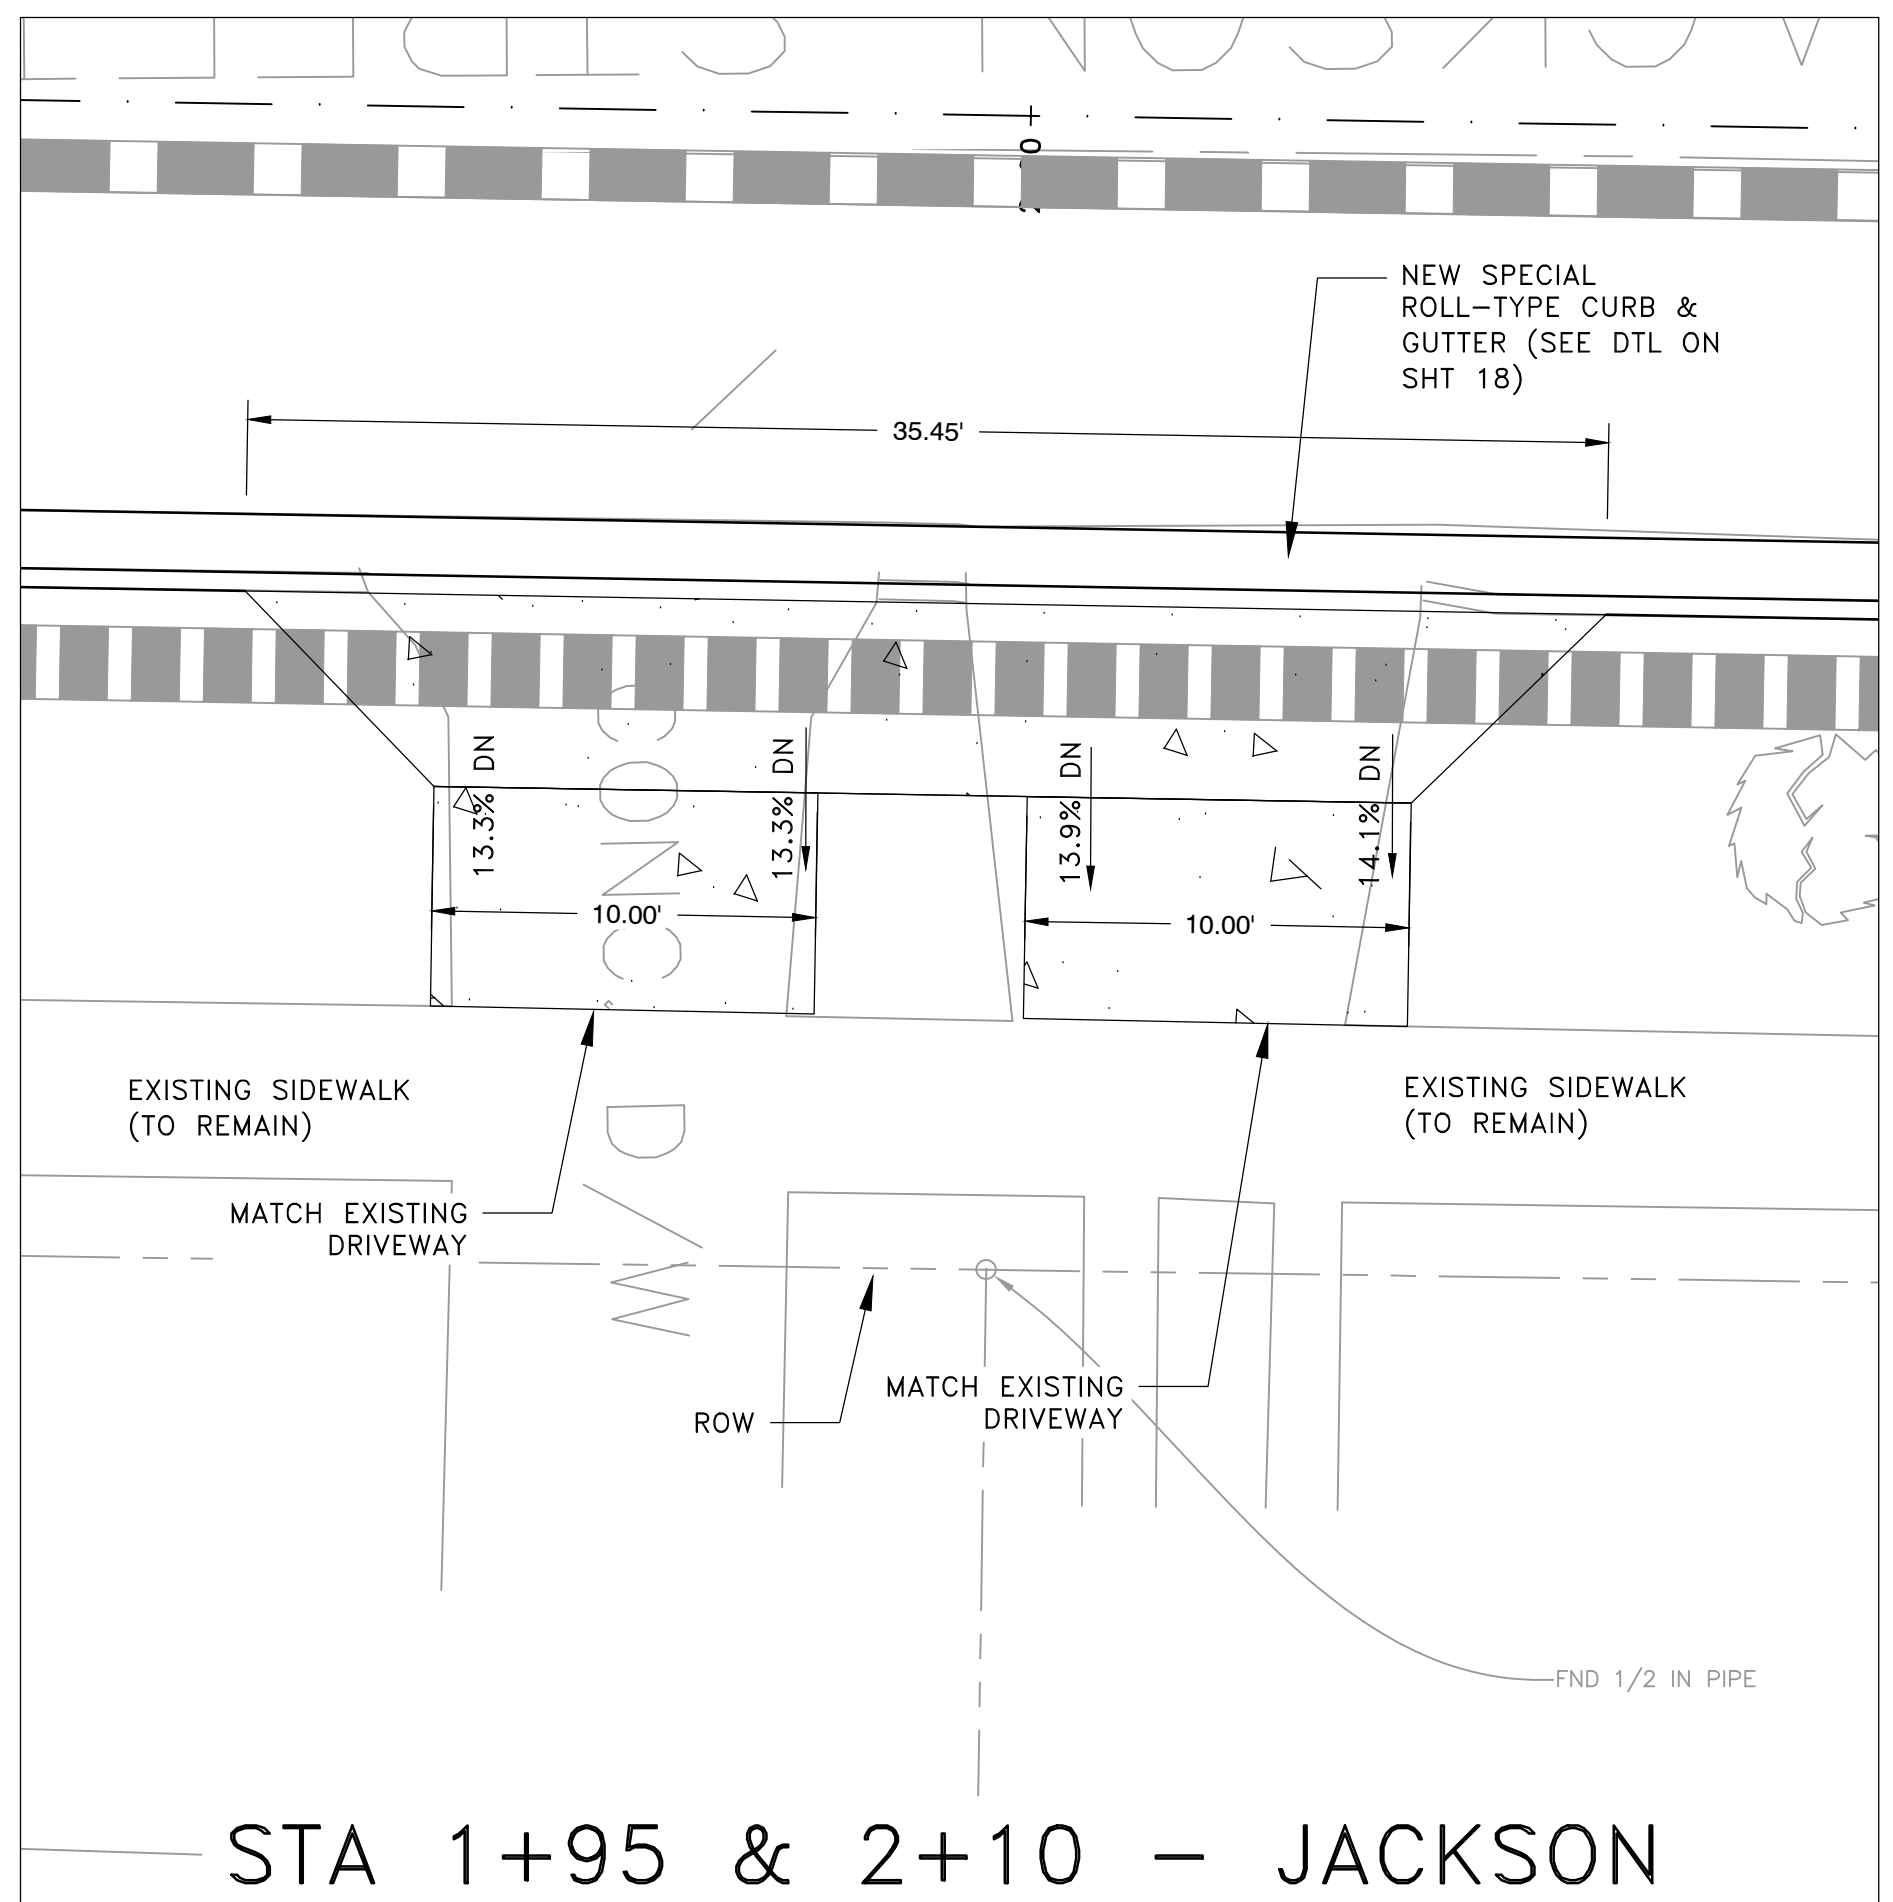 NEW SPECIAL
ROLL-TYPE CURB &
GUTTER (SEE DTL ON
SHT 18)
35.45'
13.3% DN
13.3% DN
13.9% DN
14.1% DN
10.00'
10.00'
EXISTING SIDEWALK
(TO REMAIN)
EXISTING SIDEWALK
(TO REMAIN)
MATCH EXISTING
DRIVEWAY
ROW
MATCH EXISTING
DRIVEWAY
FND 1/2 IN PIPE
STA 1+95 & 2+10 - JACKSON